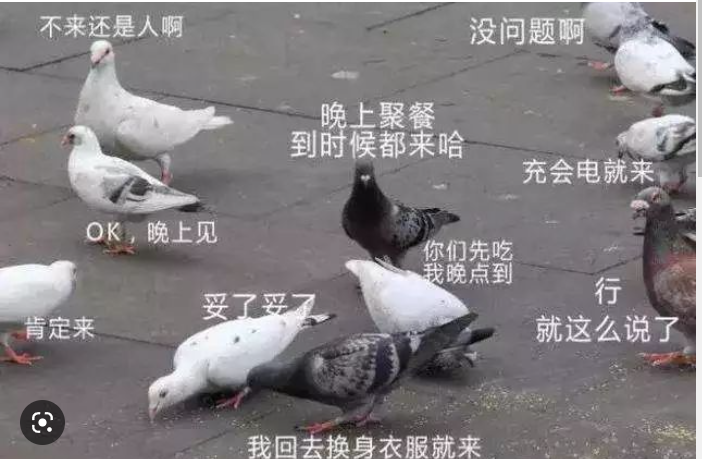 不来还是人啊
没问题啊
晚上聚餐
到时候都来哈
充会电就来
OK，晚上见
你们先吃
我晚点到
肯定来
妥了妥了
行
就这么说了
我回去换身衣服就来